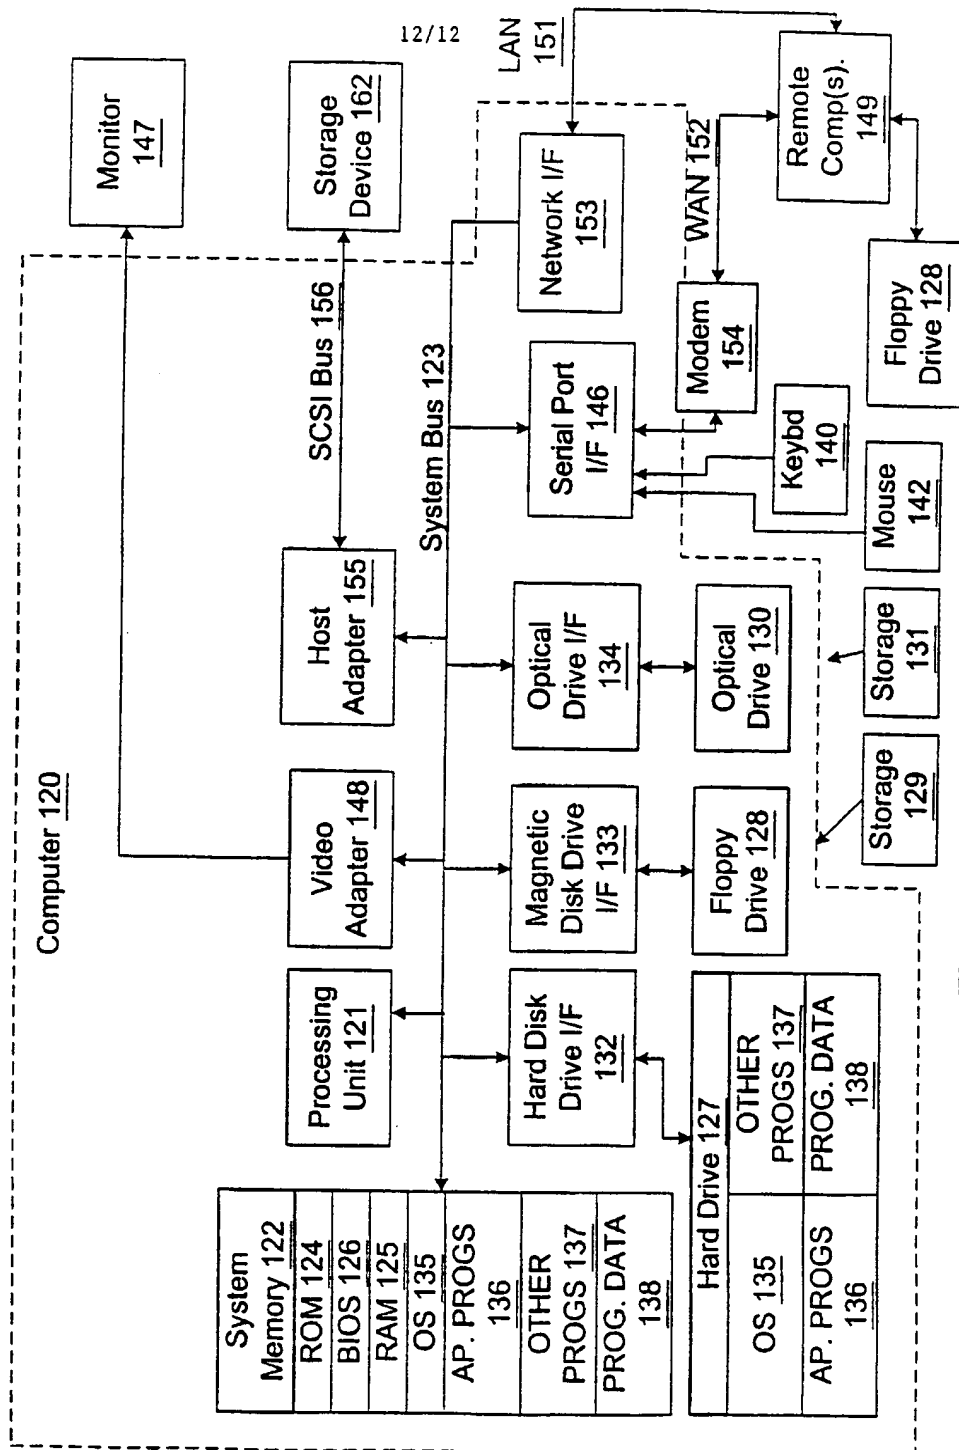 12/12
Computer 120
Monitor
147
Storage
Device 162
SCSI Bus 156
Processing
Unit 121
Video
Adapter 148
Host
Adapter 155
System Bus 123
LAN
151
System
Memory 122
ROM 124
BIOS 126
RAM 125
OS 135
AP. PROGS
136
OTHER
PROGS 137
PROG. DATA
138
Hard Disk
Drive I/F
132
Magnetic
Disk Drive
I/F 133
Optical
Drive I/F
134
Serial Port
I/F 146
Network I/F
153
Floppy
Drive 128
Optical
Drive 130
Modem
154
WAN 152
Remote
Comp(s).
149
Hard Drive 127
OS 135
OTHER
PROGS 137
AP. PROGS
136
PROG. DATA
138
Storage
129
Storage
131
Mouse
142
Keybd
140
Floppy
Drive 128